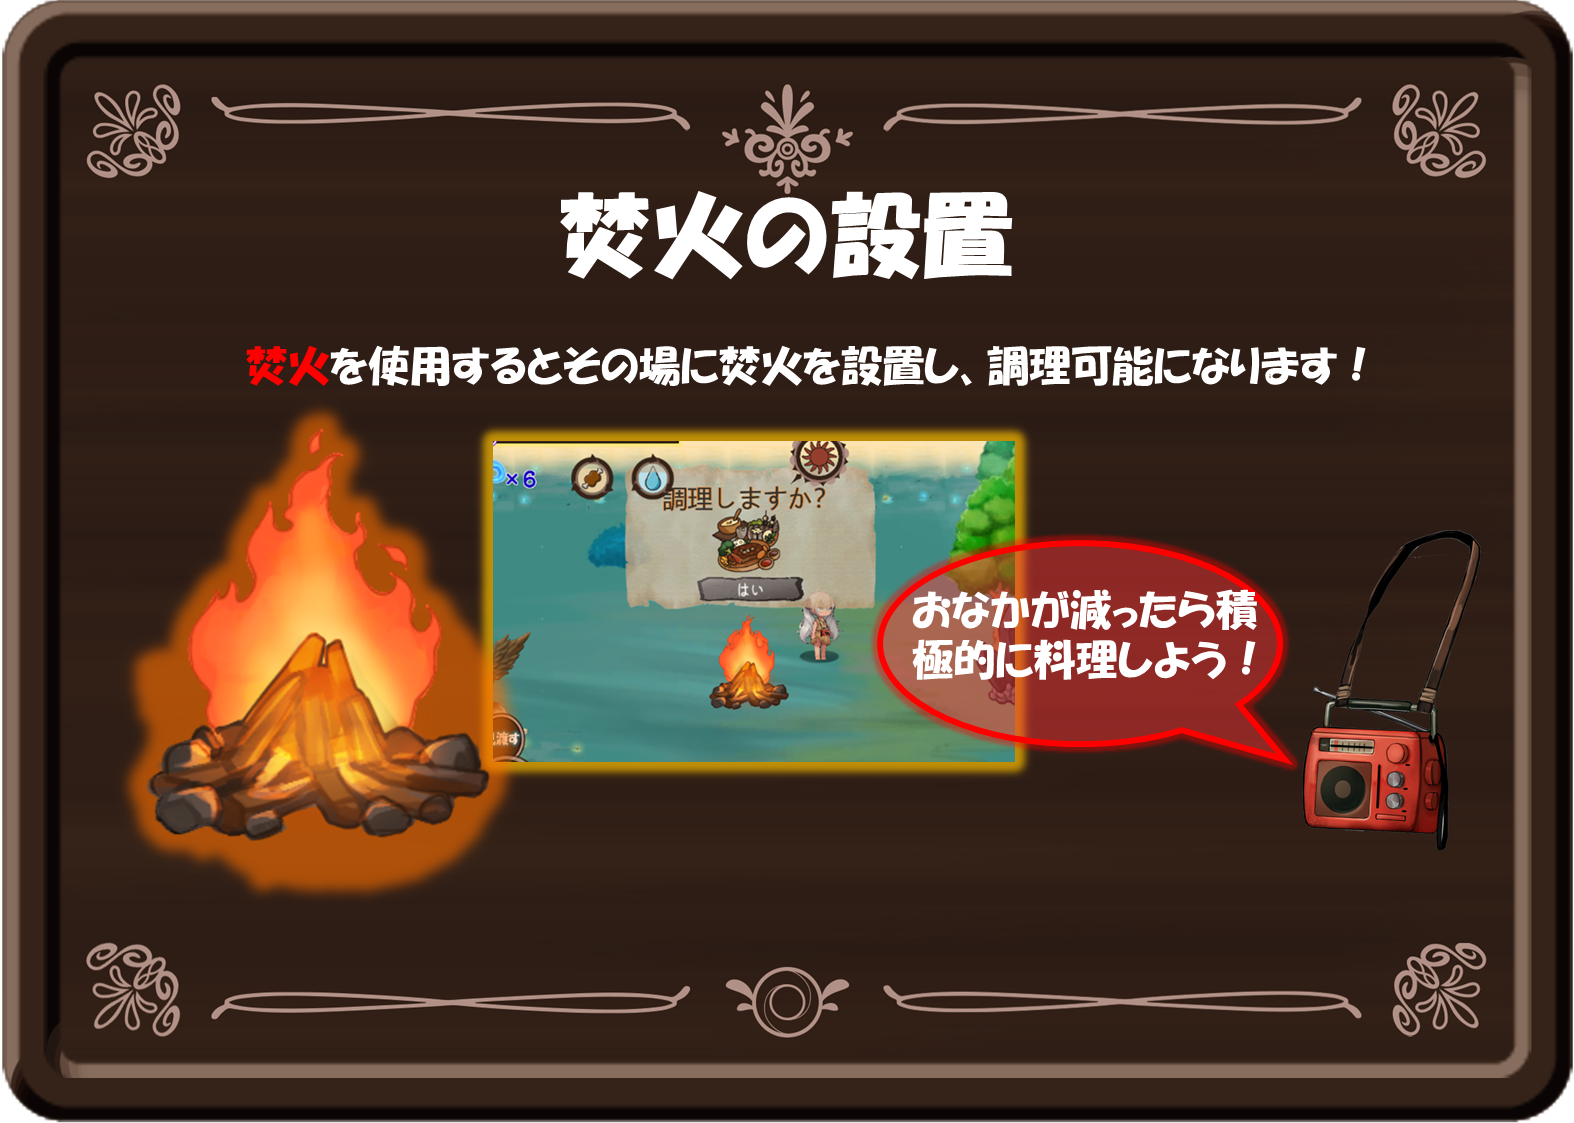 焚火の設置
焚火を使用するとその場に焚火を設置し、調理可能になります！
×6
調理しますか？
はい
渡す
おなかが減ったら積
極的に料理しよう！